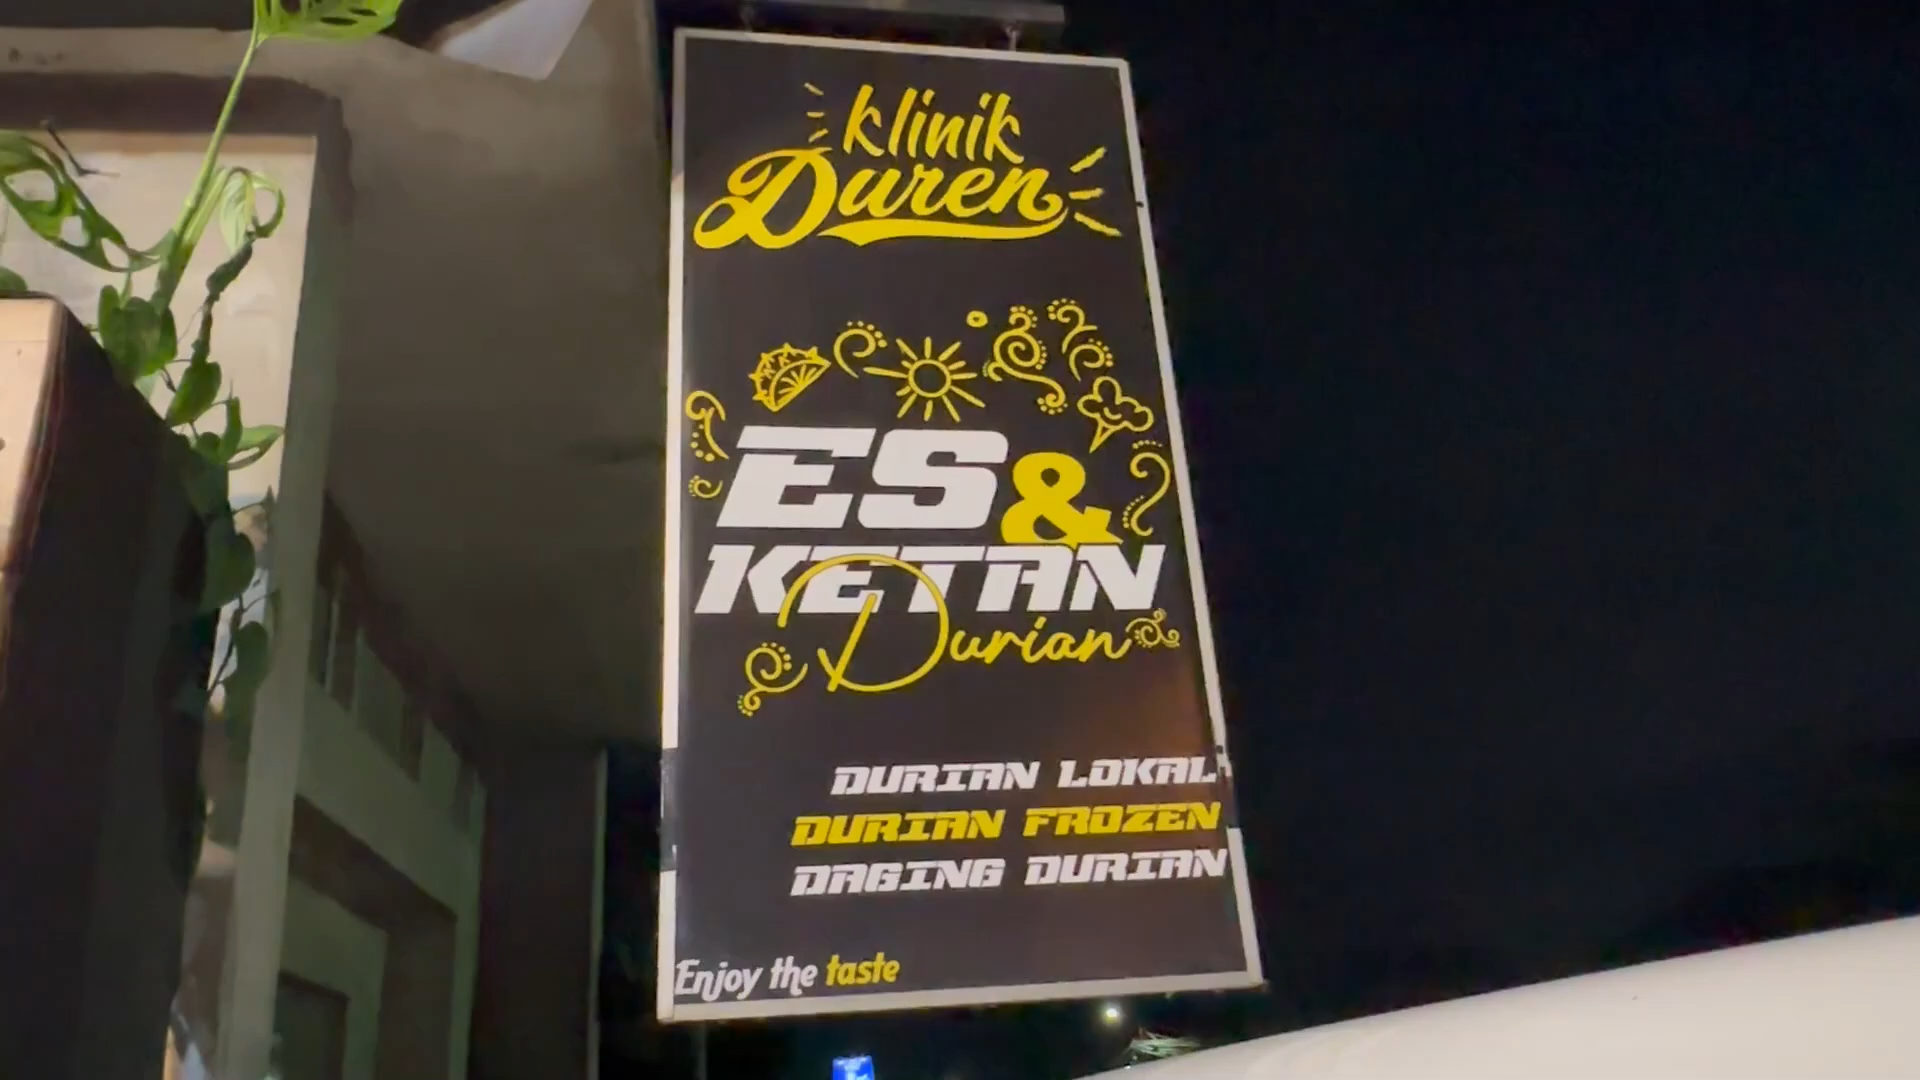 klinik
Duren
ES &
KETAN
Durian
DURIAN LOKAL
DURIAN FROZEN
DAGING DURIAN
Enjoy the taste